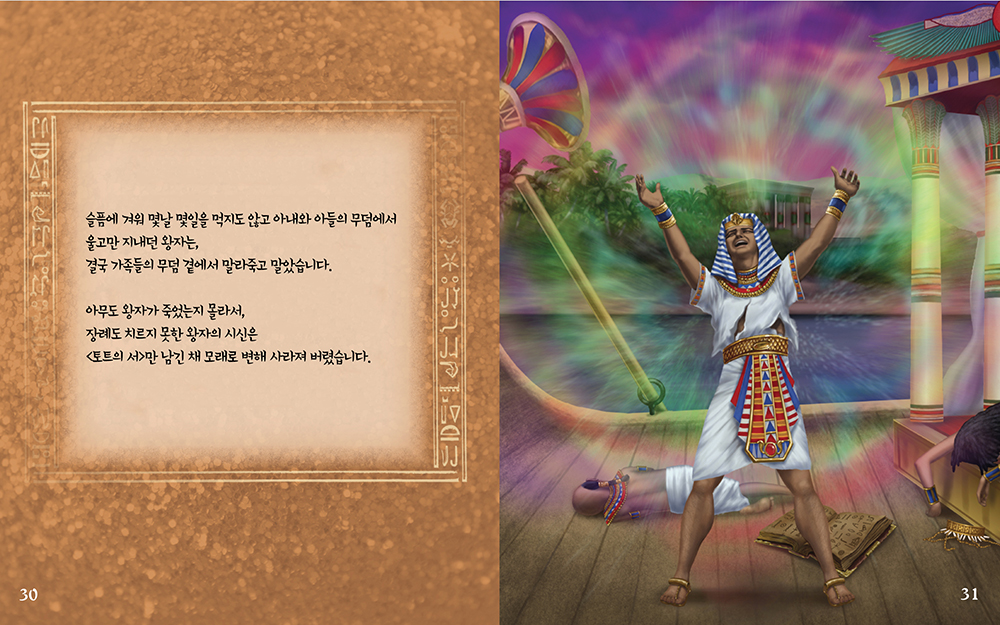 슬픔에 겨워 몇날 몇일을 먹지도 않고 아내와 아들의 무덤에서
울고만 지내던 왕자는,
결국 가족들의 무덤 곁에서 말라죽고 말았습니다.
아무도 왕자가 죽었는지 몰라서,
장례도 치르지 못한 왕자의 시신은
<토트의 서>만 남긴 채 모래로 변해 사라져 버렸습니다.
30
31